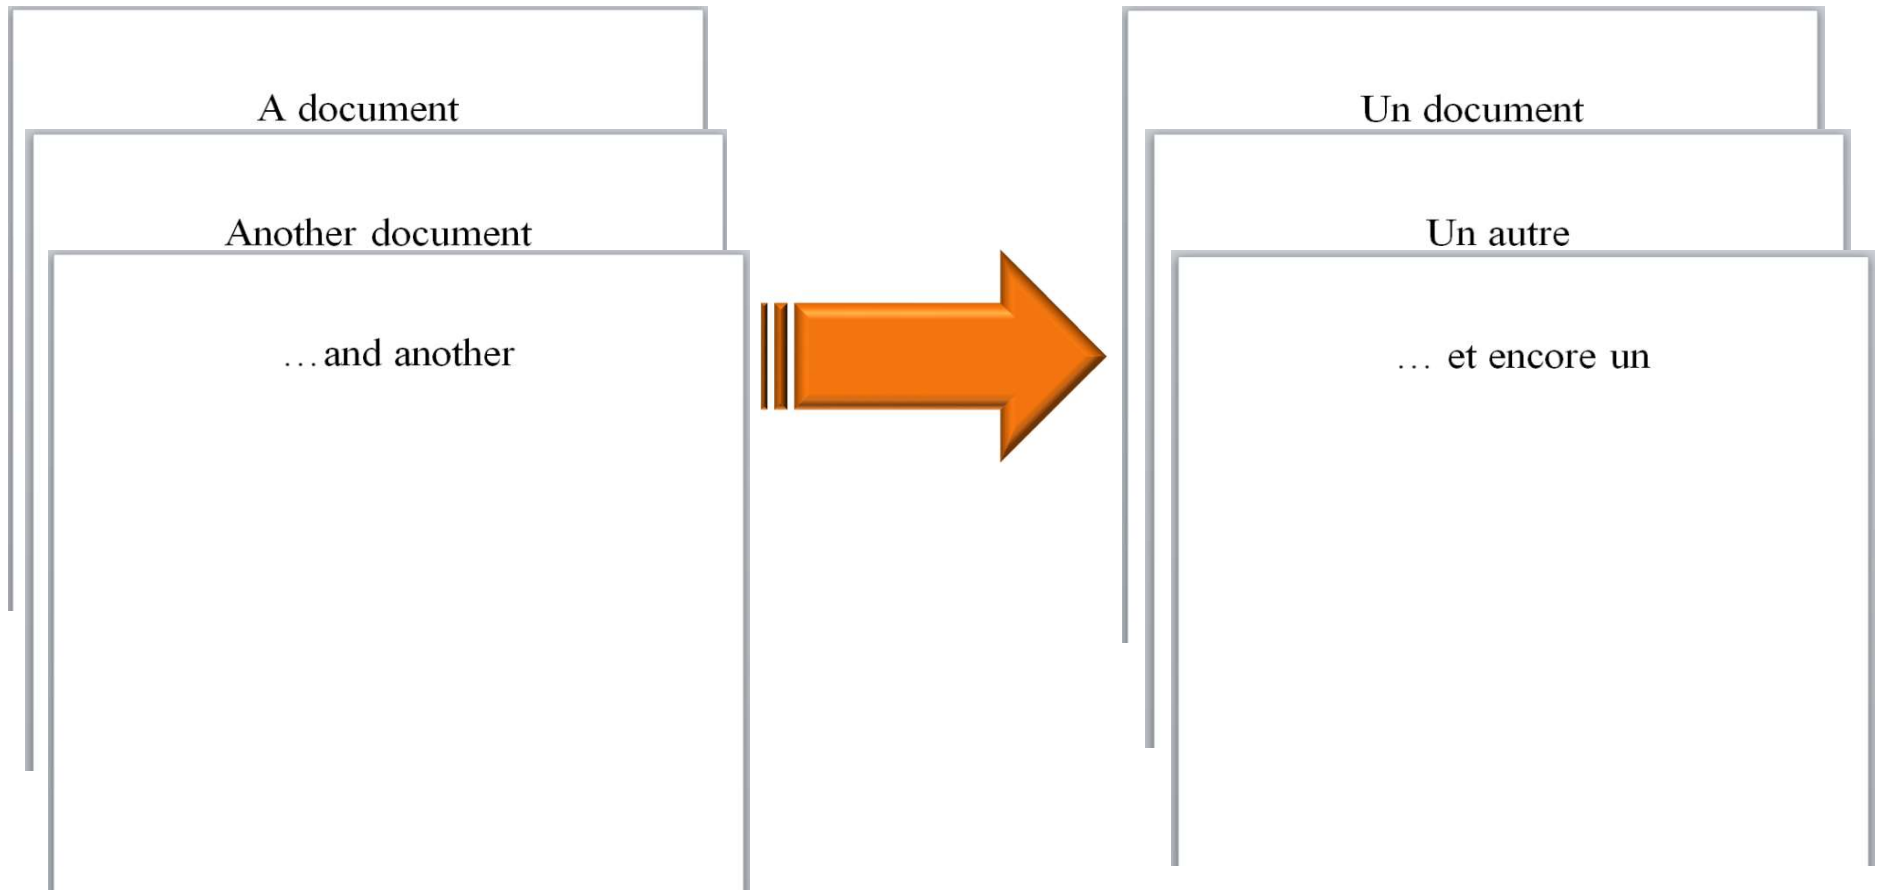 A document
Another document
...and another
Un document
Un autre
... et encore un